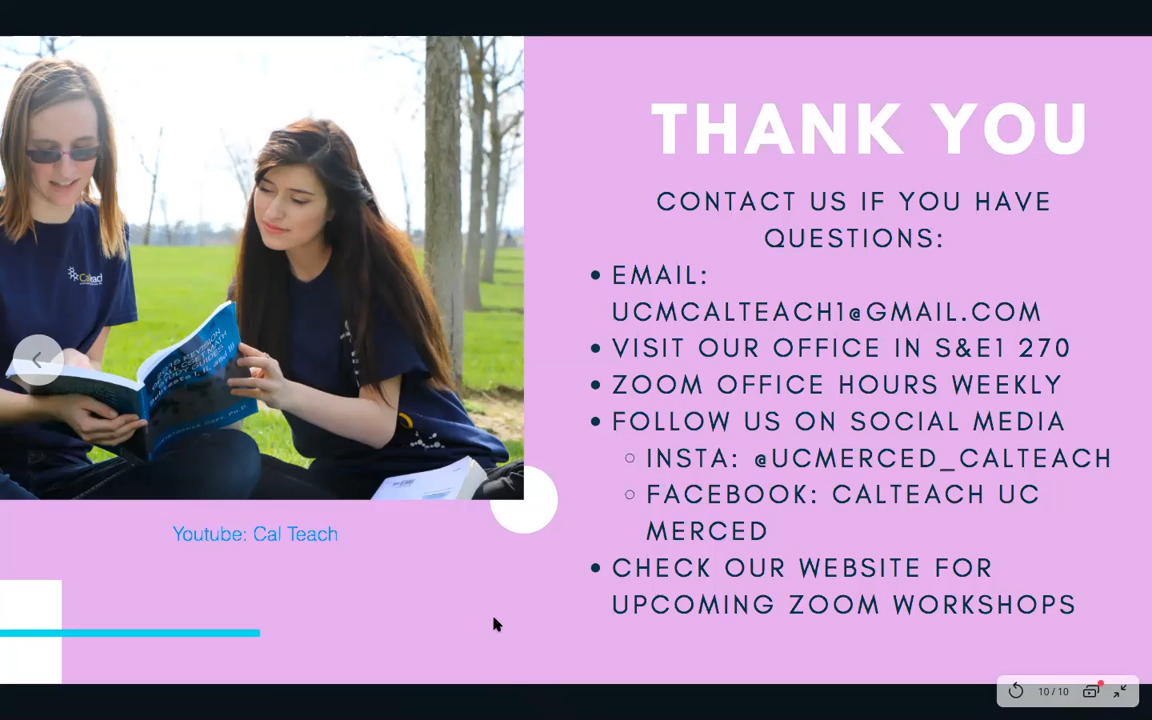 THANK YOU
CONTACT US IF YOU HAVE
QUESTIONS:
• EMAIL:
UCMCALTEACH1@GMAIL.COM
• VISIT OUR OFFICE IN S&E1 270
• ZOOM OFFICE HOURS WEEKLY
• FOLLOW US ON SOCIAL MEDIA
○ INSTA: @UCMERCED_CALTEACH
○ FACEBOOK: CALTEACH UC
MERCED
• CHECK OUR WEBSITE FOR
UPCOMING ZOOM WORKSHOPS
Youtube: Cal Teach
10 / 10